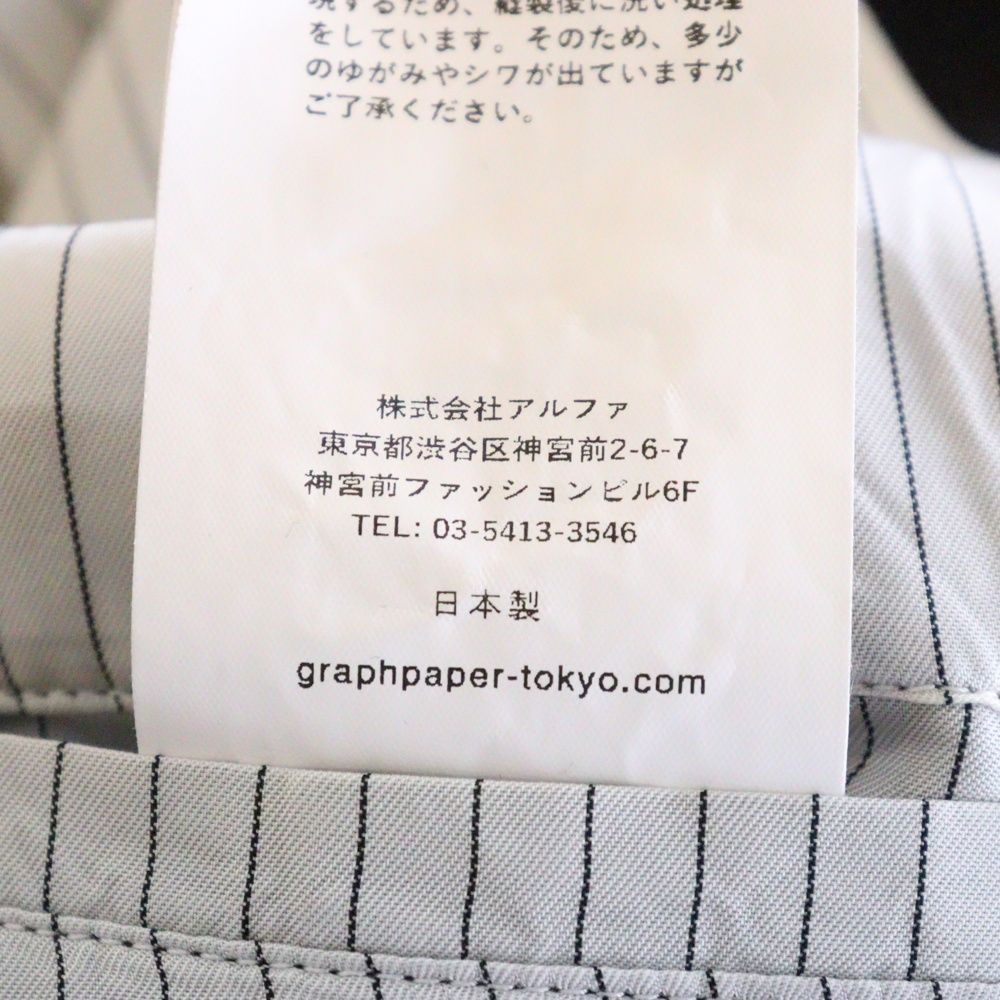 現するため、縫製後に洗い処理
をしています。そのため、多少
のゆがみやシワが出ていますが
ご了承ください。
株式会社アルファ
東京都渋谷区神宮前2-6-7
神宮前ファッションビル6F
TEL: 03-5413-3546
日本製
graphpaper-tokyo.com